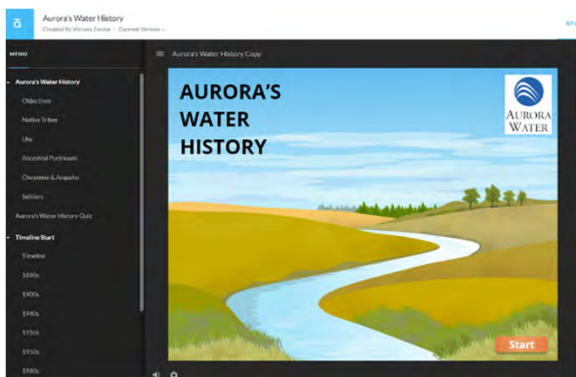 ā
Aurora's Water History
Created By Victoria Zavala / Current Version
MENU
Aurora's Water History Copy
Aurora's Water History
Objectives
Native Tribes
Ute
Ancestral Puebloans
Cheyenne & Arapaho
Settlers
Aurora's Water History Quiz
Timeline Start
Timeline
1890s
1900s
1940s
1950s
1960s
AURORA'S
WATER
HISTORY
AURORA
WATER
Start